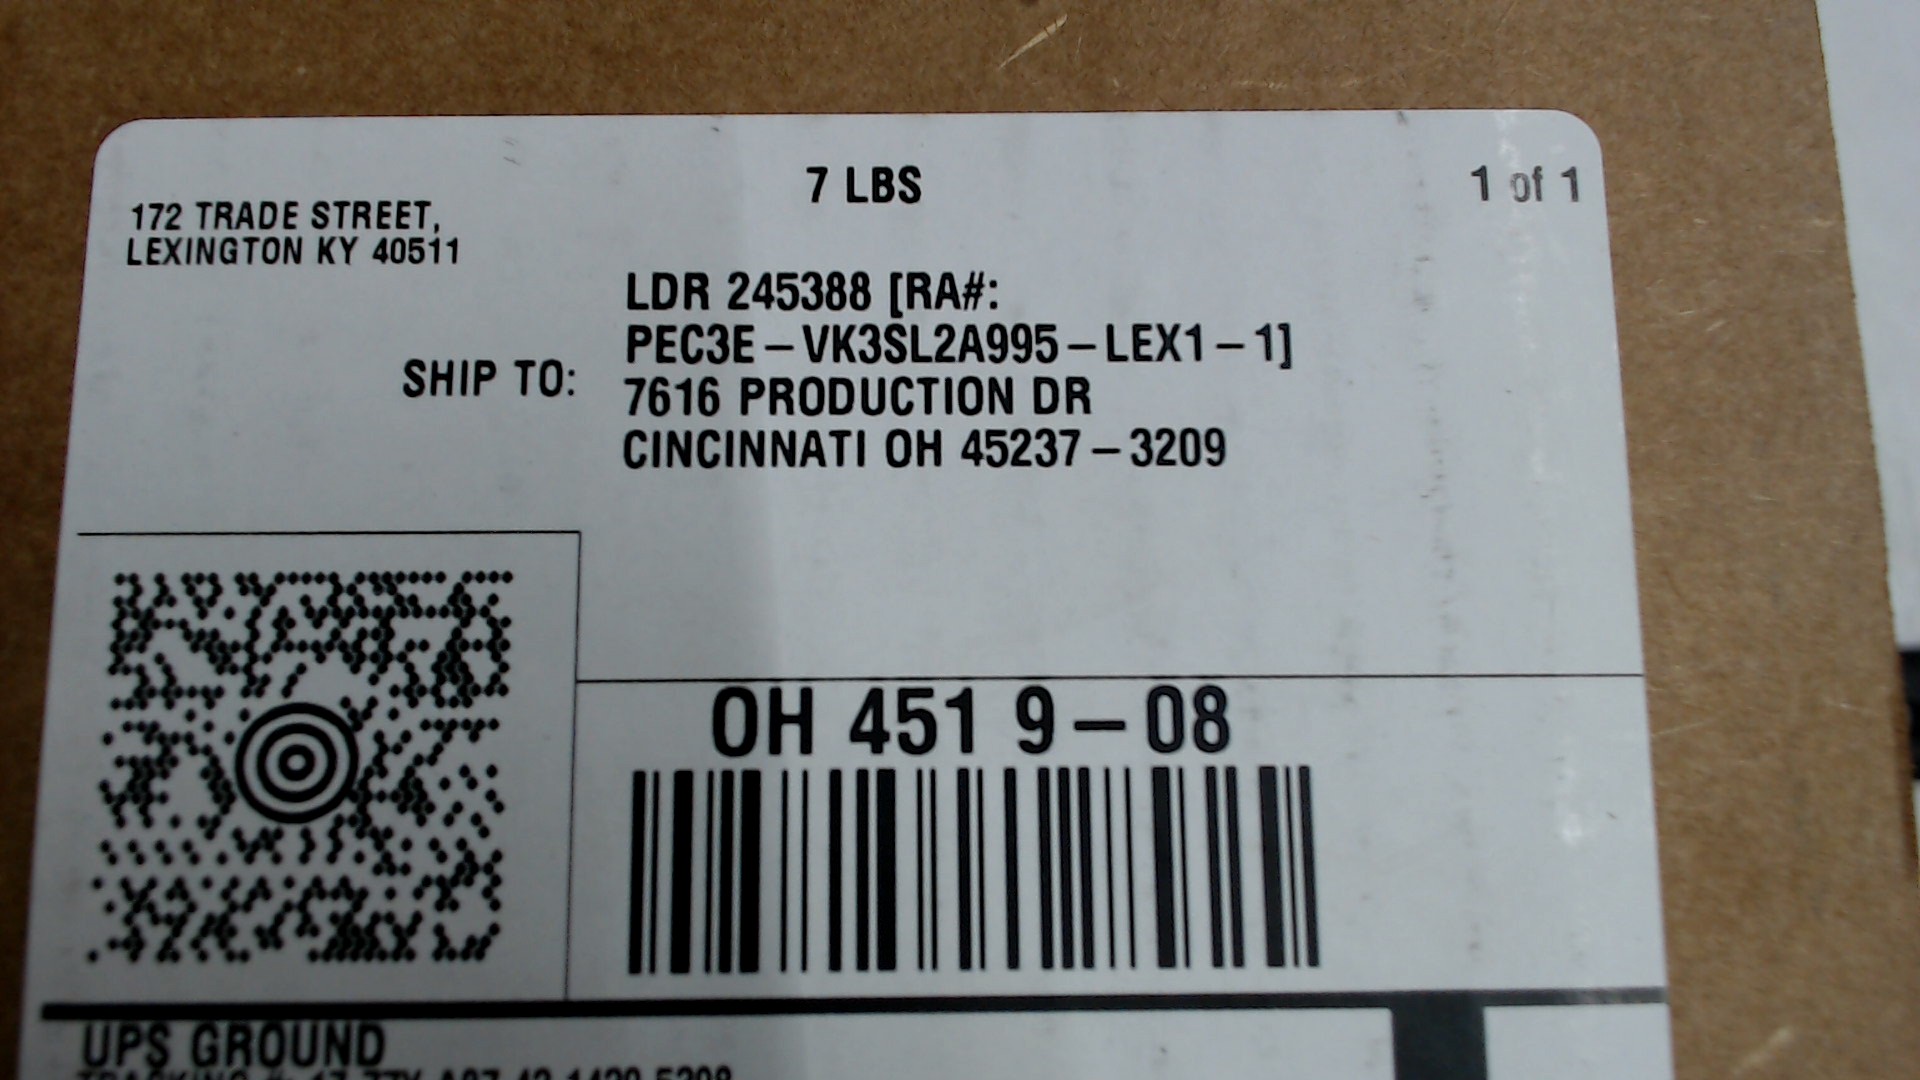 7 LBS
1 of 1
172 TRADE STREET,
LEXINGTON KY 40511
LDR 245388 [RA#:
PEC3E-VK3SL2A995-LEX1-1]
SHIP TO:
7616 PRODUCTION DR
CINCINNATI OH 45237-3209
OH 451 9-08
UPS GROUND